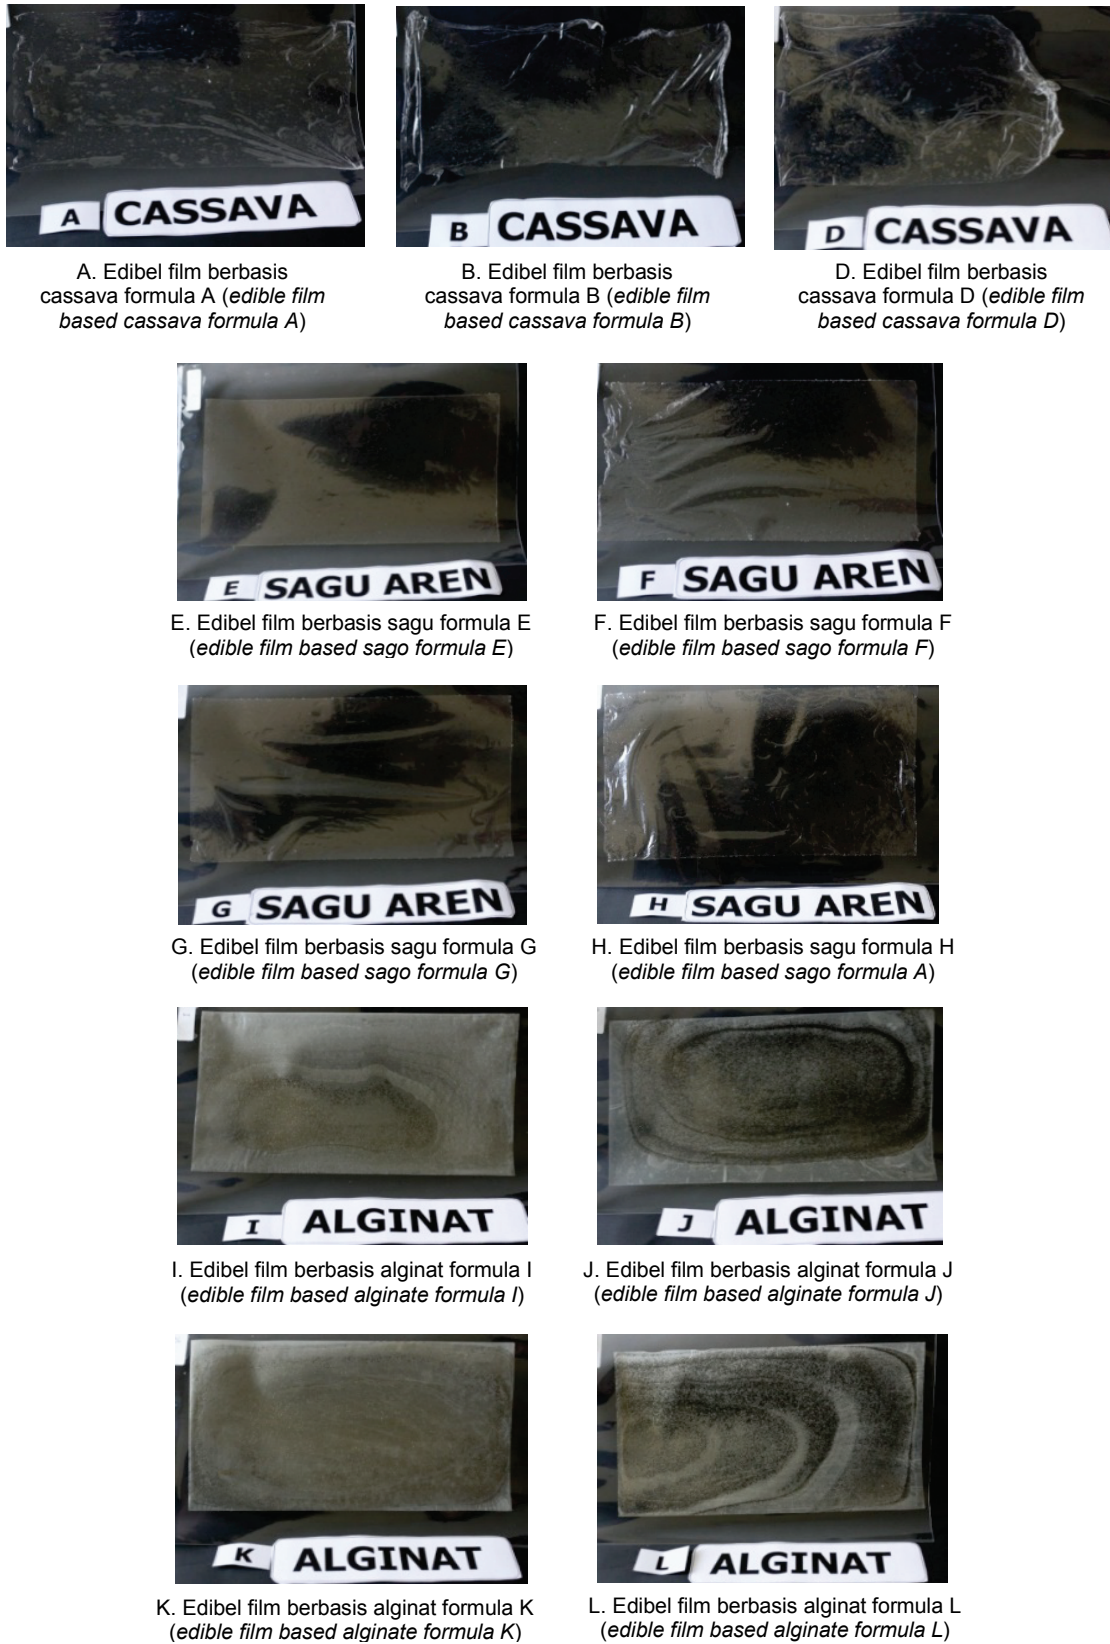 A CASSAVA
B CASSAVA
D CASSAVA
A. Edibel film berbasis
cassava formula A (edible film
based cassava formula A)
B. Edibel film berbasis
cassava formula B (edible film
based cassava formula B)
D. Edibel film berbasis
cassava formula D (edible film
based cassava formula D)
E SAGU AREN
F SAGU AREN
E. Edibel film berbasis sagu formula E
(edible film based sago formula E)
F. Edibel film berbasis sagu formula F
(edible film based sago formula F)
G SAGU AREN
H SAGU AREN
G. Edibel film berbasis sagu formula G
(edible film based sago formula G)
H. Edibel film berbasis sagu formula H
(edible film based sago formula A)
I ALGINAT
J ALGINAT
I. Edibel film berbasis alginat formula I
(edible film based alginate formula I)
J. Edibel film berbasis alginat formula J
(edible film based alginate formula J)
K ALGINAT
L ALGINAT
K. Edibel film berbasis alginat formula K
(edible film based alginate formula K)
L. Edibel film berbasis alginat formula L
(edible film based alginate formula L)